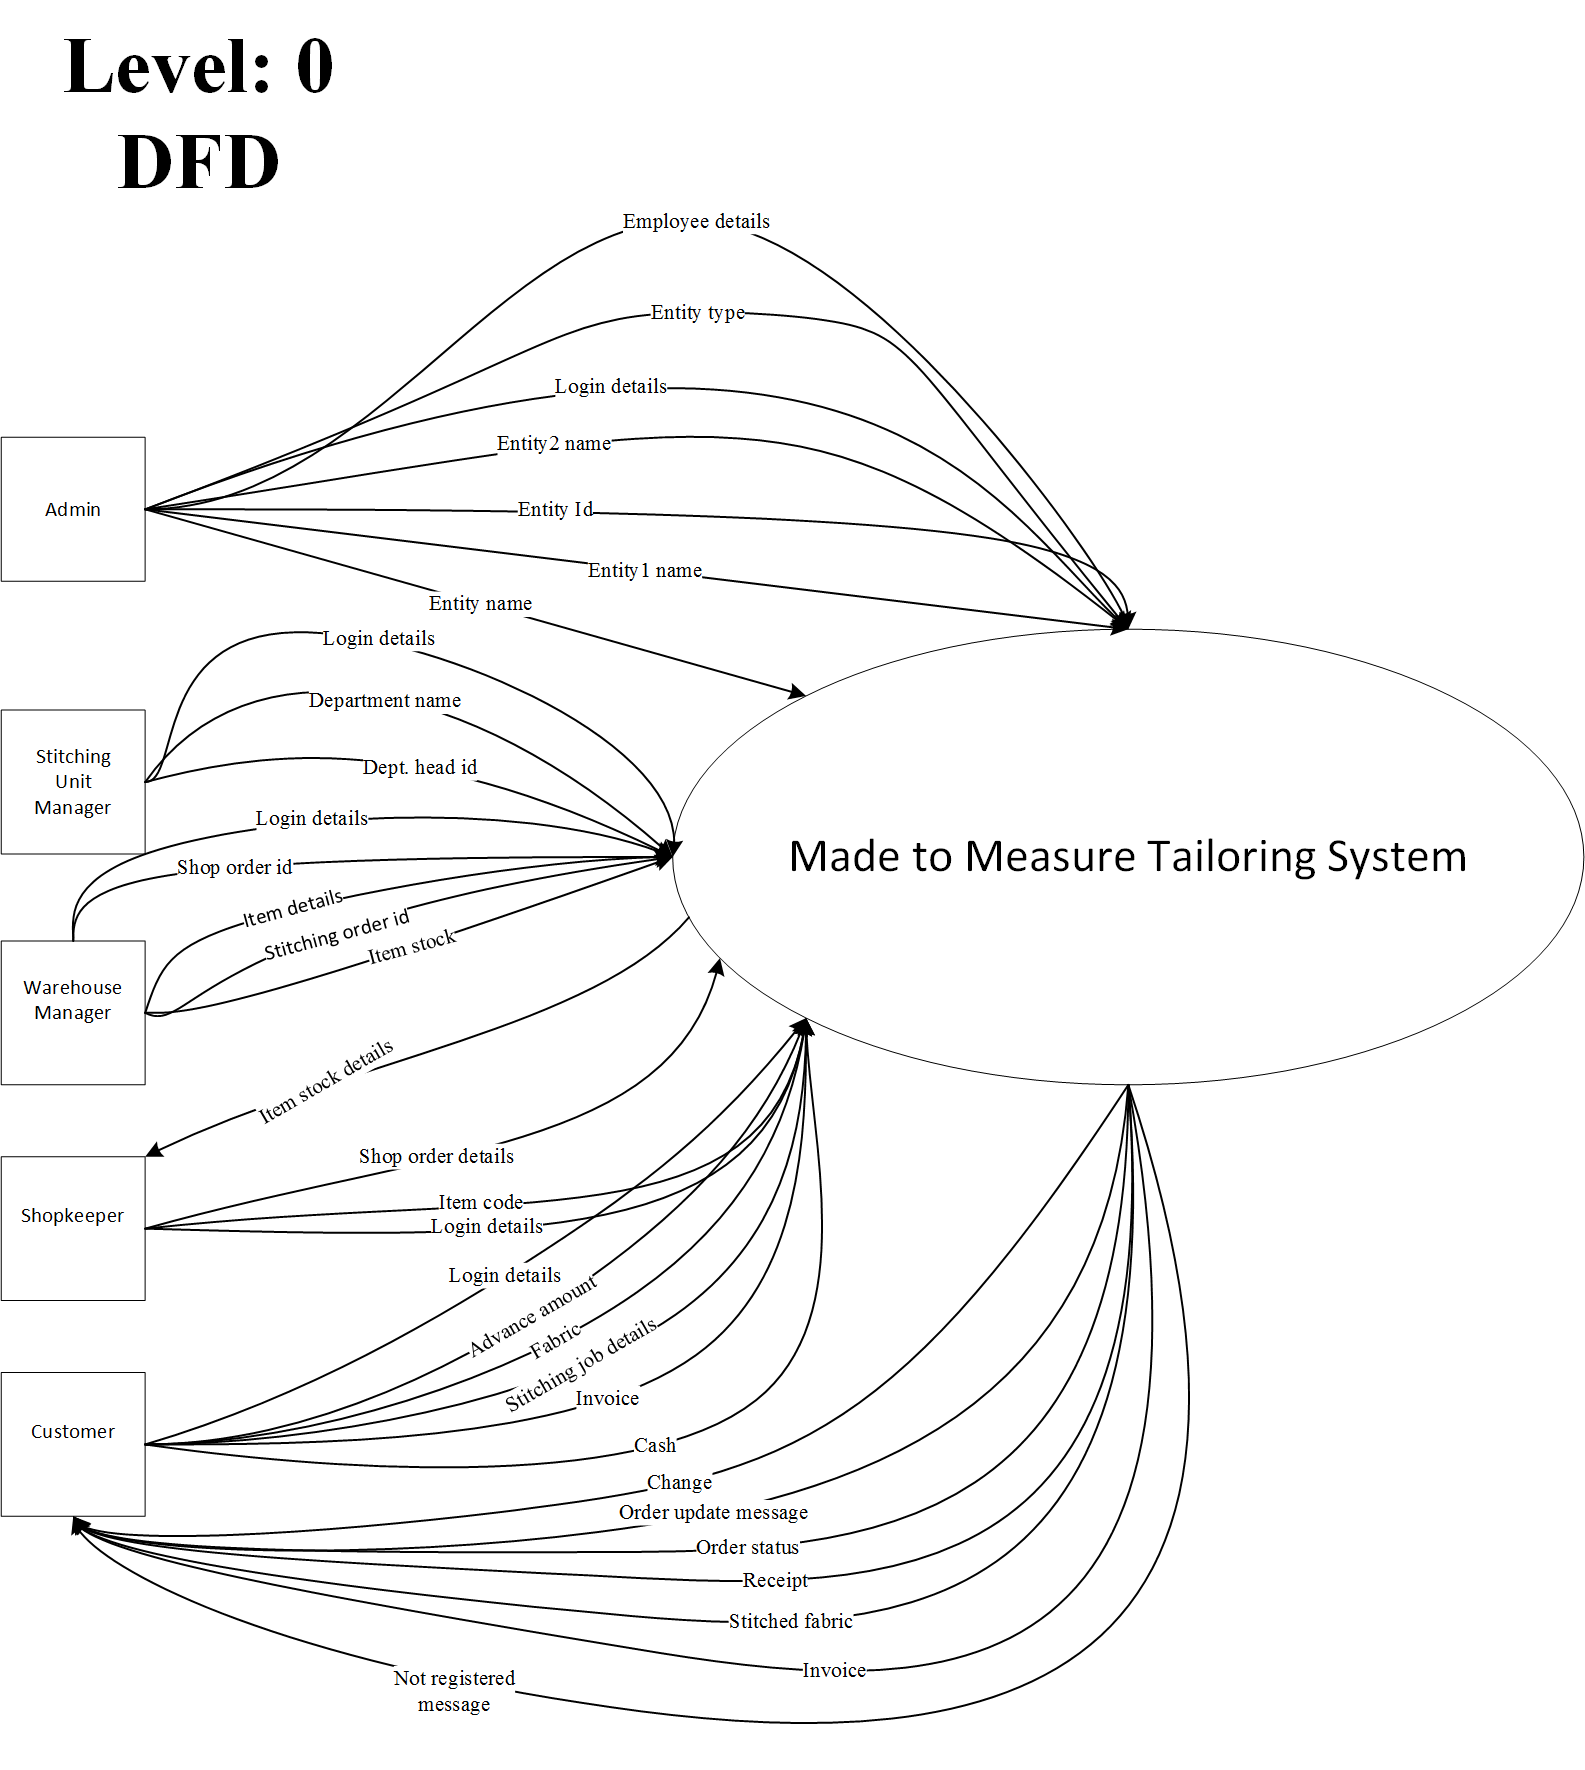 Level: 0
DFD
Employee details
Entity type
Login details
Entity2 name
Entity Id
Entity1 name
Entity name
Admin
Login details
Department name
Dept. head id
Stitching
Unit
Manager
Login details
Shop order id
Item details
Stitching order id
Item stock
Made to Measure Tailoring System
Warehouse
Manager
Item stock details
Shop order details
Item code
Login details
Shopkeeper
Login details
Advance amount
Fabric
Stitching job details
Invoice
Cash
Customer
Change
Order update message
Order status
Receipt
Stitched fabric
Invoice
Not registered
message